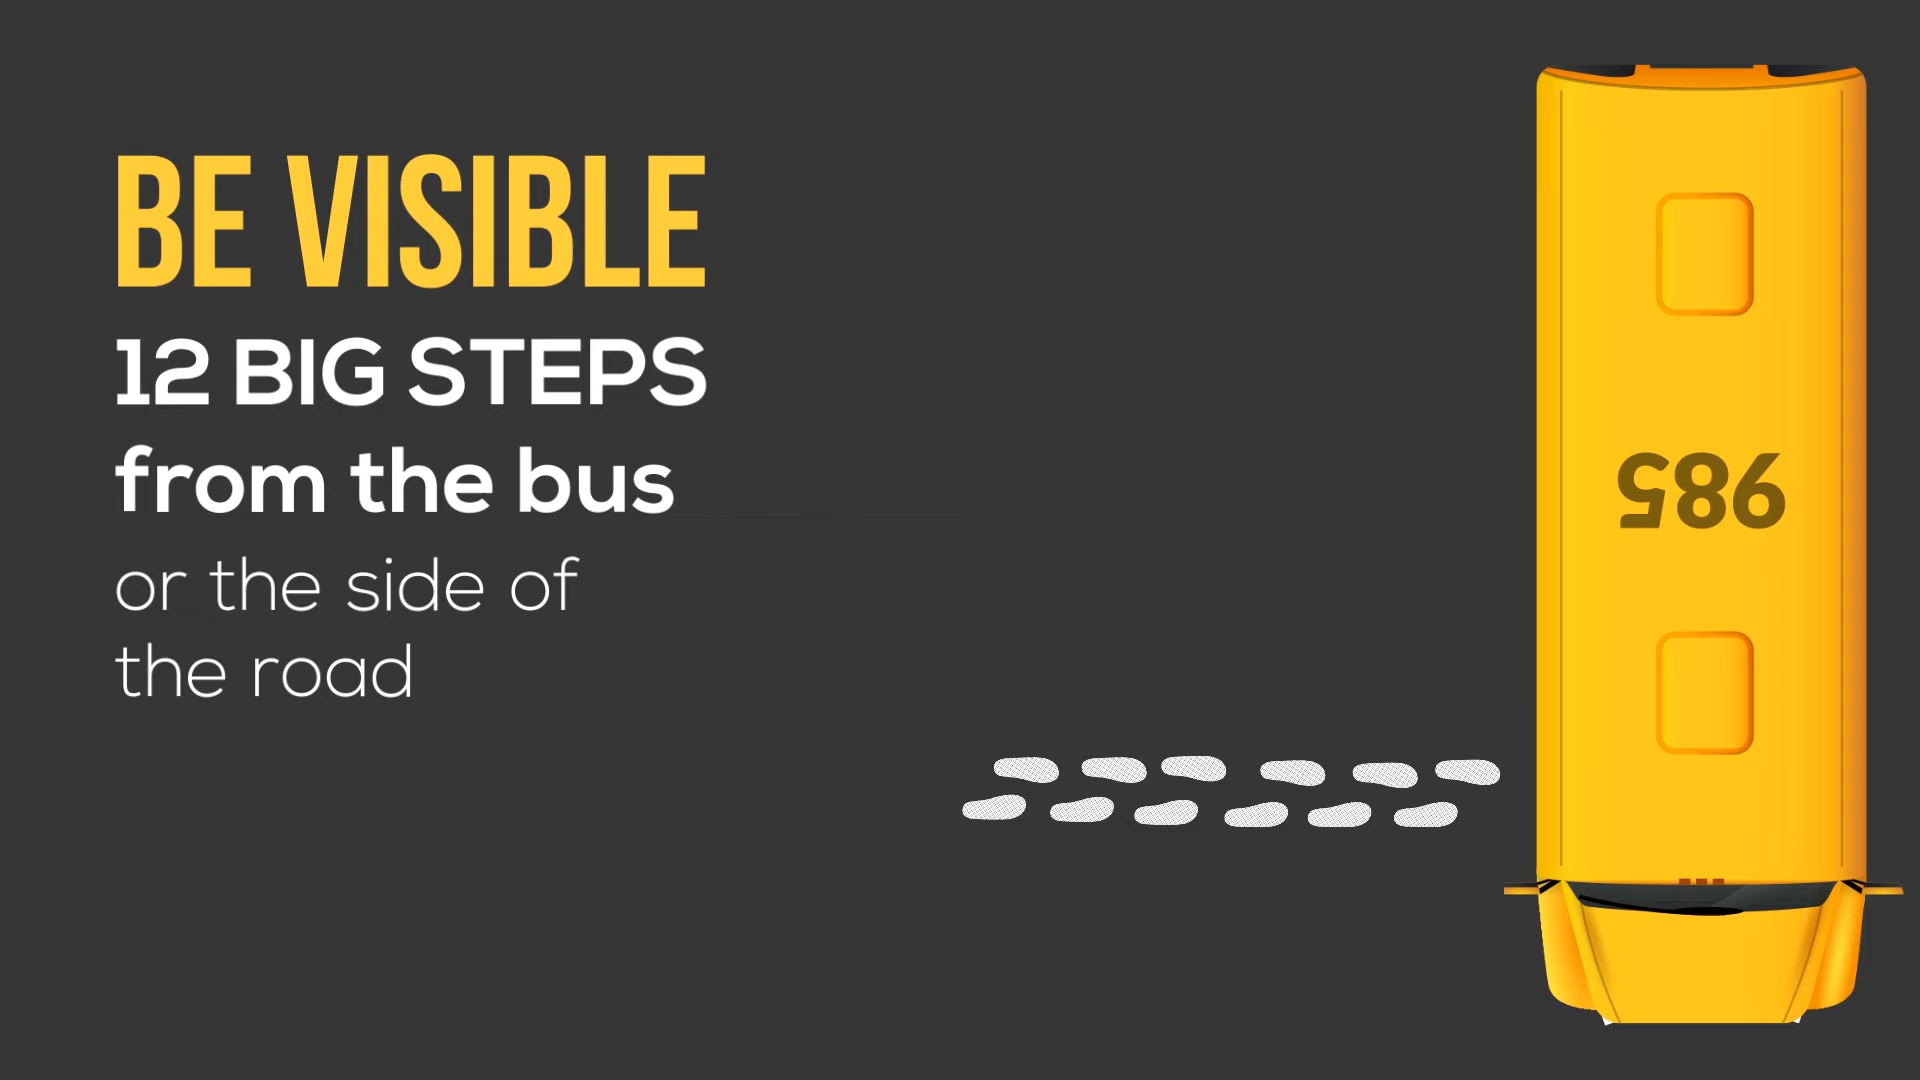 BE VISIBLE
12 BIG STEPS
from the bus
or the side of
the road
985